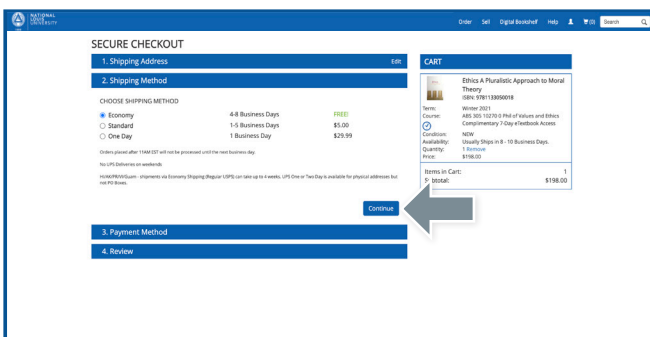 NATIONAL
LOUIS
UNIVERSITY
Order Sell Digital Bookshelf Help (0) Search
SECURE CHECKOUT
1. Shipping Address Edit
2. Shipping Method
CHOOSE SHIPPING METHOD
Economy 4-8 Business Days FREE!
Standard 1-5 Business Days $5.00
One Day 1 Business Day $29.99
Orders placed after 11AM EST will not be processed until the next business day.
No UPS Deliveries on weekends
HI/AK/PR/VI/Guam - shipments via Economy Shipping (Regular USPS) can take up to 4 weeks. UPS One or Two Day is available for physical addresses but
not PO Boxes.
Continue
3. Payment Method
4. Review
CART
Ethics A Pluralistic Approach to Moral
Theory
ISBN: 9781133050018
Term: Winter 2021
Course: ABS 305 10270 0 Phil of Values and Ethics
Complimentary 7-Day eTextbook Access
Condition: NEW
Availability: Usually Ships in 8 - 10 Business Days.
Quantity: 1 Remove
Price: $198.00
Items in Cart: 1
Subtotal: $198.00